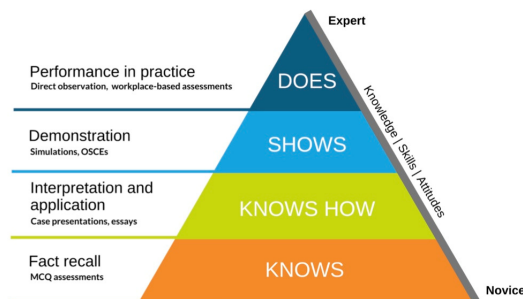 Expert
Performance in practice
Direct observation, workplace-based assessments
DOES
Knowledge | Skills | Attitudes
Demonstration
Simulations, OSCEs
SHOWS
Interpretation and
application
Case presentations, essays
KNOWS HOW
Fact recall
MCQ assessments
KNOWS
Novice